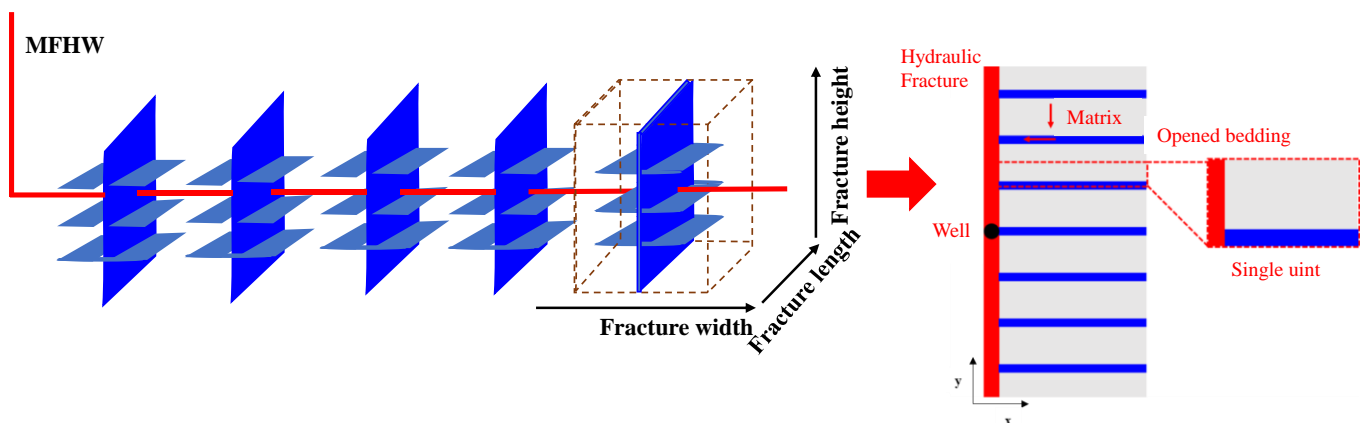 MFHW
Fracture height
Fracture length
Fracture width
Hydraulic
Fracture
Matrix
Opened bedding
Well
Single uint
y
x